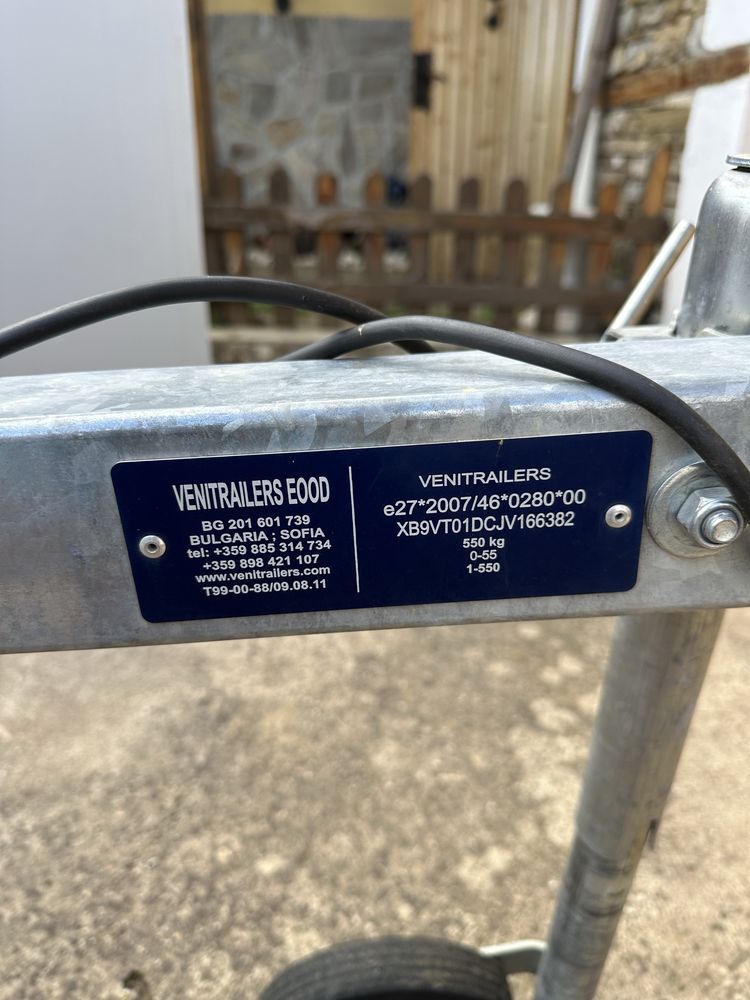 VENITRAILERS EOOD
BG 201 601 739
BULGARIA ; SOFIA
tel: +359 885 314 734
+359 898 421 107
www.venitrailers.com
T99-00-88/09.08.11
VENITRAILERS
e27*2007/46*0280*00
XB9VT01DCJV166382
550 kg
0-55
1-550